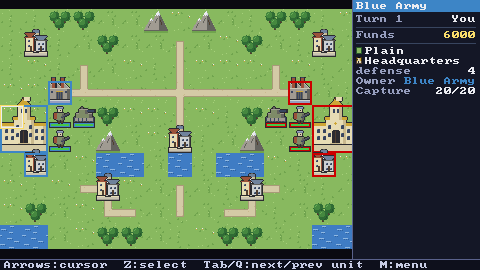 Blue Army
Turn 1 You
Funds 6000
Plain
Headquarters
defense 4
Owner Blue Army
Capture 20/20
Arrows:cursor Z:select Tab/Q:next/prev unit M:menu